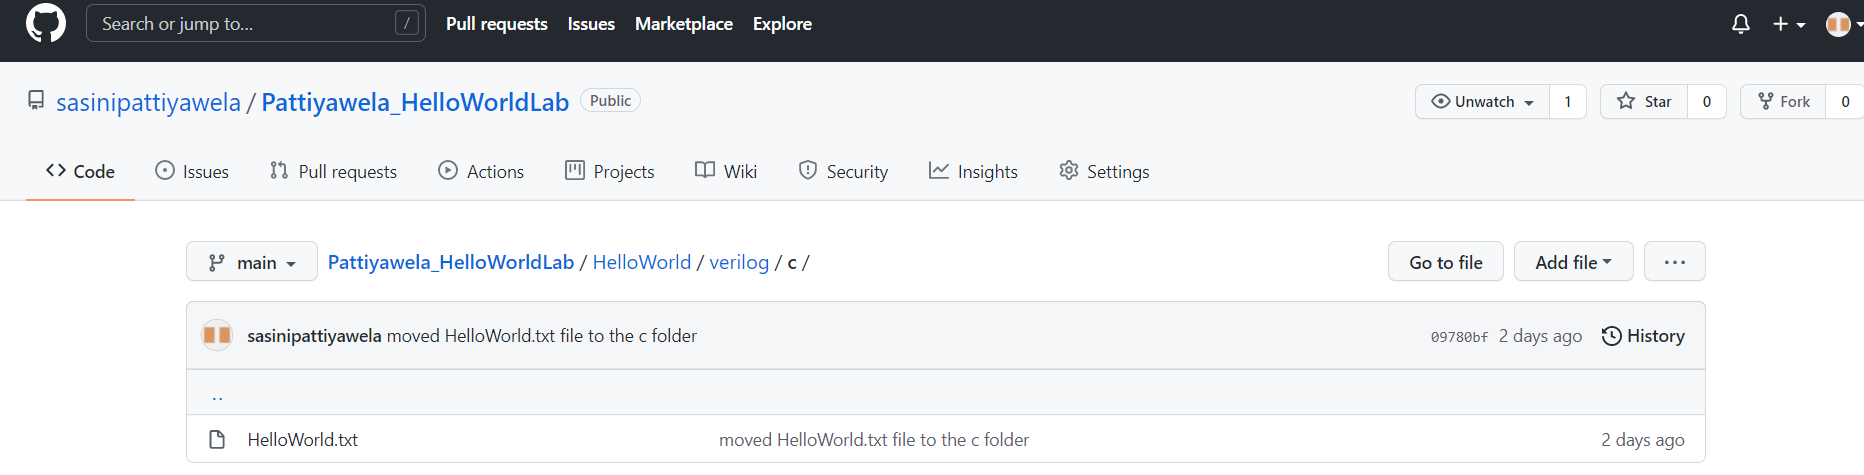 Search or jump to... / Pull requests Issues Marketplace Explore
sasinipattiyawela / Pattiyawela_HelloWorldLab Public Unwatch 1 Star 0 Fork 0
Code Issues Pull requests Actions Projects Wiki Security Insights Settings
main Pattiyawela_HelloWorldLab / HelloWorld / verilog / c / Go to file Add file ...
sasinipattiyawela moved HelloWorld.txt file to the c folder 09780bf 2 days ago History
..
HelloWorld.txt moved HelloWorld.txt file to the c folder 2 days ago